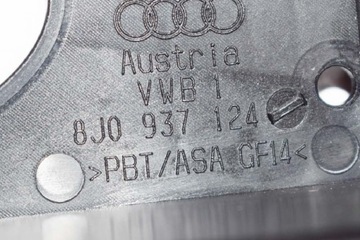 Austria
VWB 1
8J0 937 124
>PBT/ASA GF14<